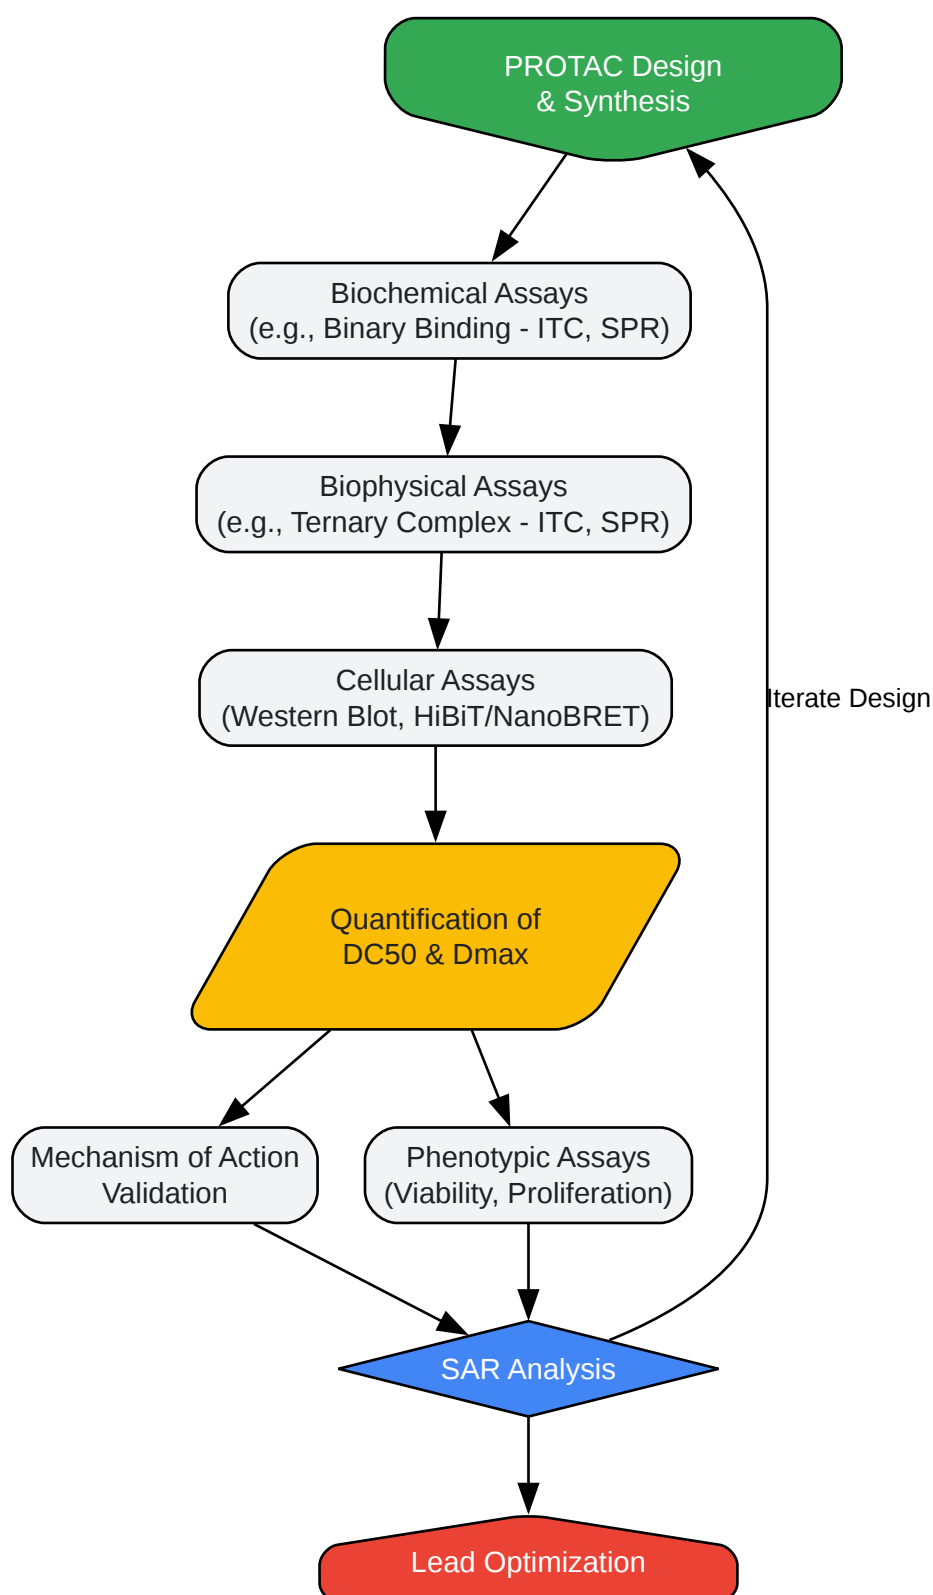 PROTAC Design
& Synthesis
Biochemical Assays
(e.g., Binary Binding - ITC, SPR)
Biophysical Assays
(e.g., Ternary Complex - ITC, SPR)
Cellular Assays
(Western Blot, HiBiT/NanoBRET)
Iterate Design
Quantification of
DC50 & Dmax
Mechanism of Action
Validation
Phenotypic Assays
(Viability, Proliferation)
SAR Analysis
Lead Optimization